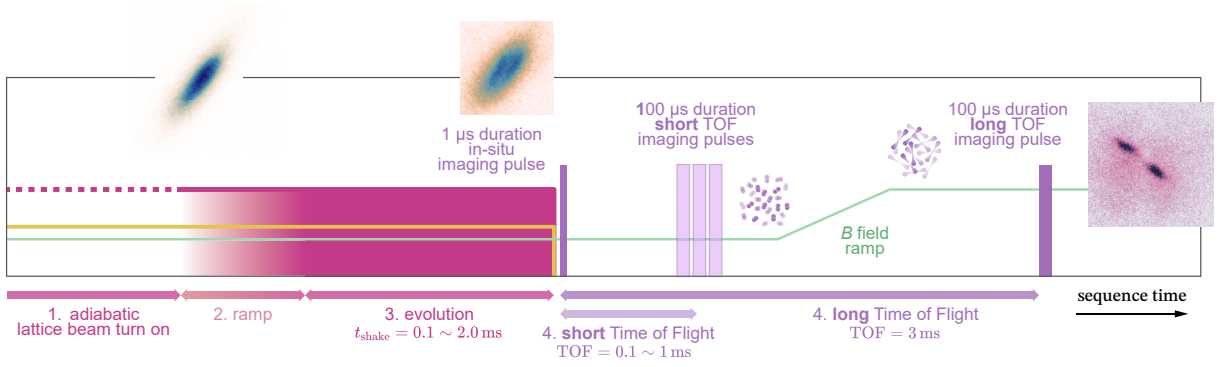 1 μs duration
in-situ
imaging pulse
100 μs duration
short TOF
imaging pulses
100 μs duration
long TOF
imaging pulse
B field
ramp
1. adiabatic
lattice beam turn on
2. ramp
3. evolution
t_shake = 0.1 ∼ 2.0 ms
4. short Time of Flight
TOF = 0.1 ∼ 1 ms
4. long Time of Flight
TOF = 3 ms
sequence time